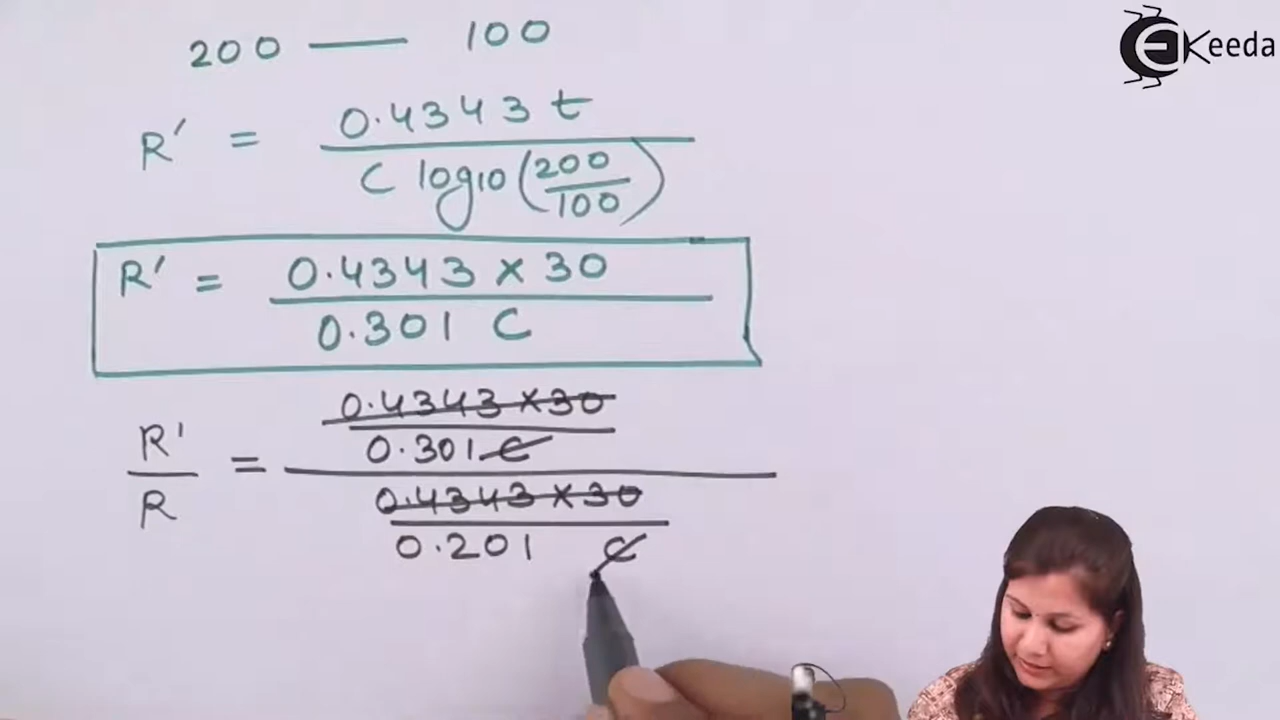 EKeeda
200 — 100
R' = 0.4343 t
C log10 (200/100)
R' = 0.4343 x 30
0.301 C
R'/R = 0.4343 x 30
0.301 C
0.4343 x 30
0.201 C